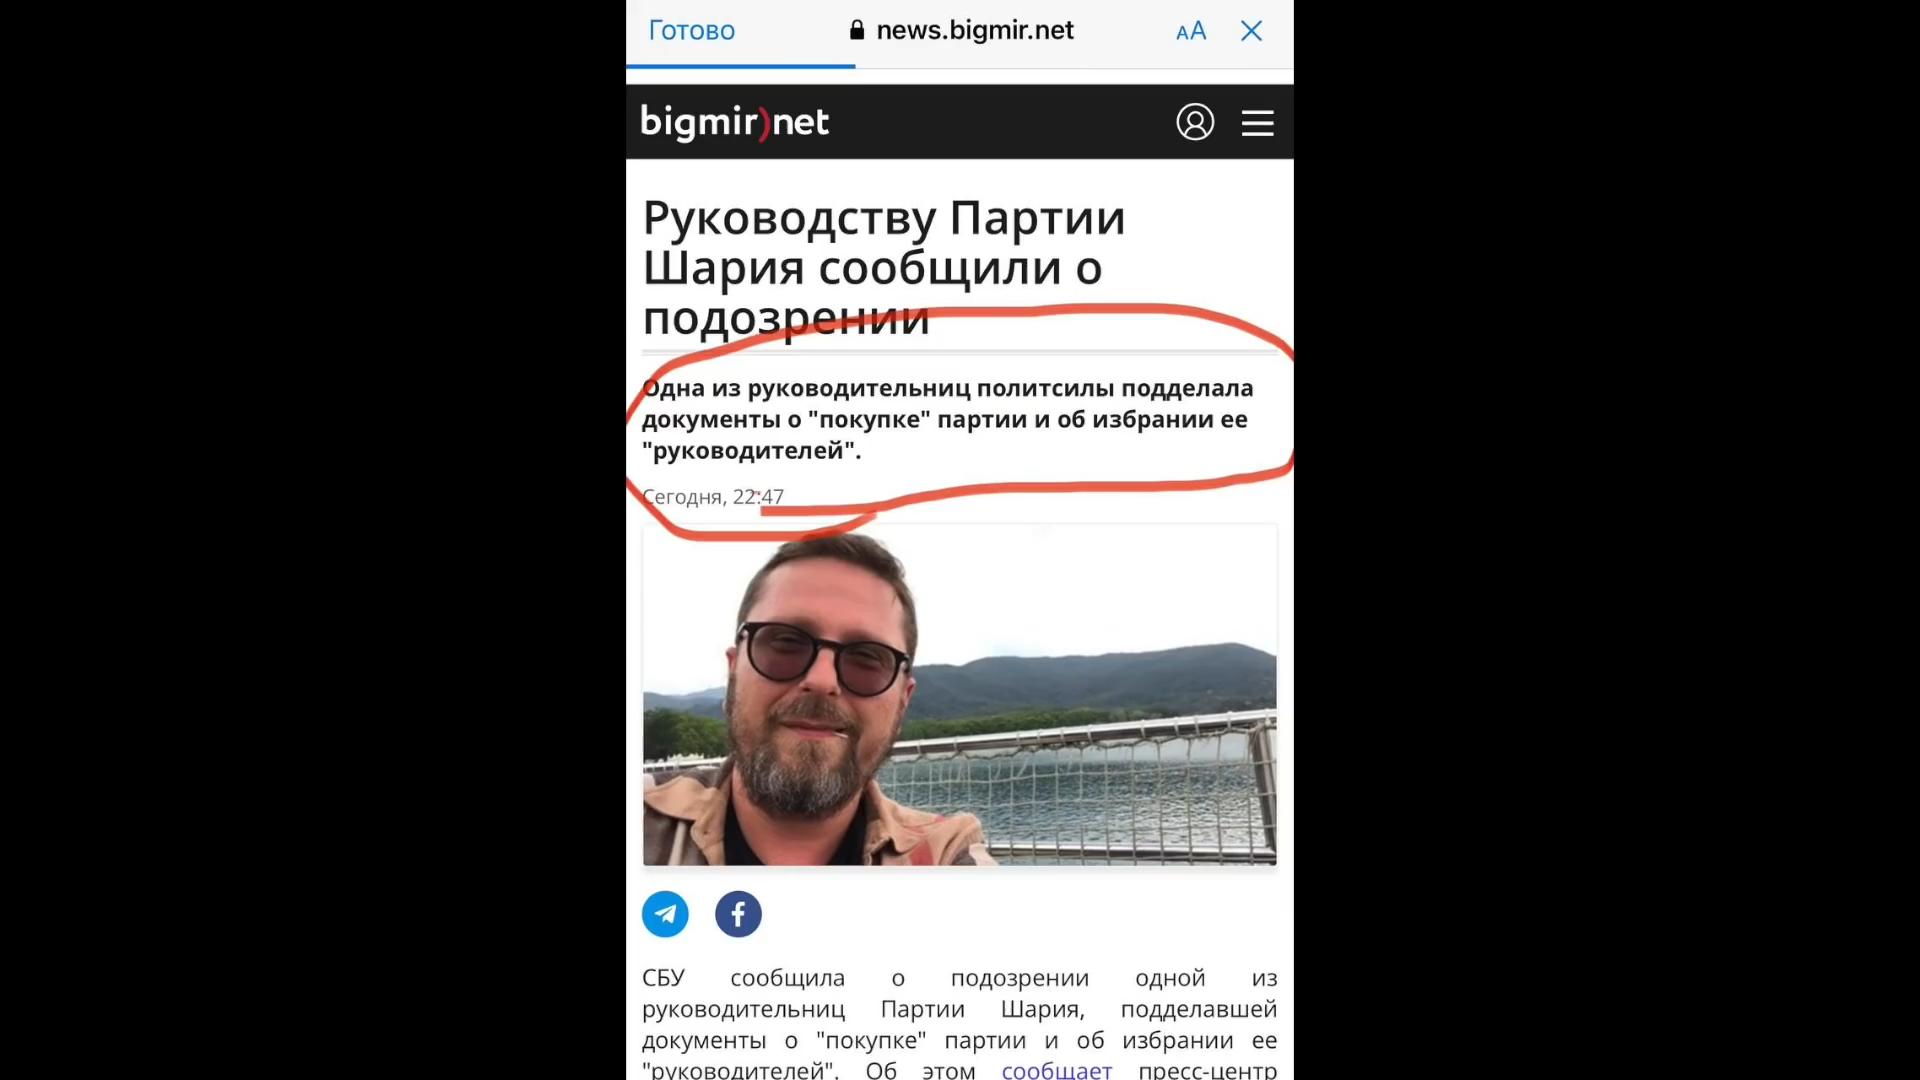 Готово
news.bigmir.net
AA
bigmir)net
Руководству Партии
Шария сообщили о
подозрении
Одна из руководительниц политсилы подделала
документы о "покупке" партии и об избрании ее
"руководителей".
Сегодня, 22:47
СБУ сообщила о подозрении одной из
руководительниц Партии Шария, подделавшей
документы о "покупке" партии и об избрании ее
"руководителей". Об этом сообщает пресс-центр